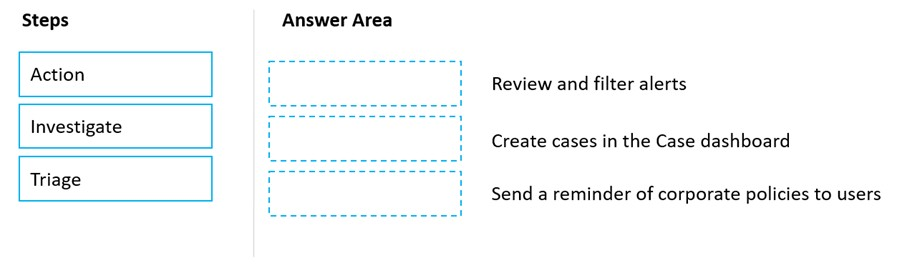 Steps
Answer Area
Action
Review and filter alerts
Investigate
Create cases in the Case dashboard
Triage
Send a reminder of corporate policies to users